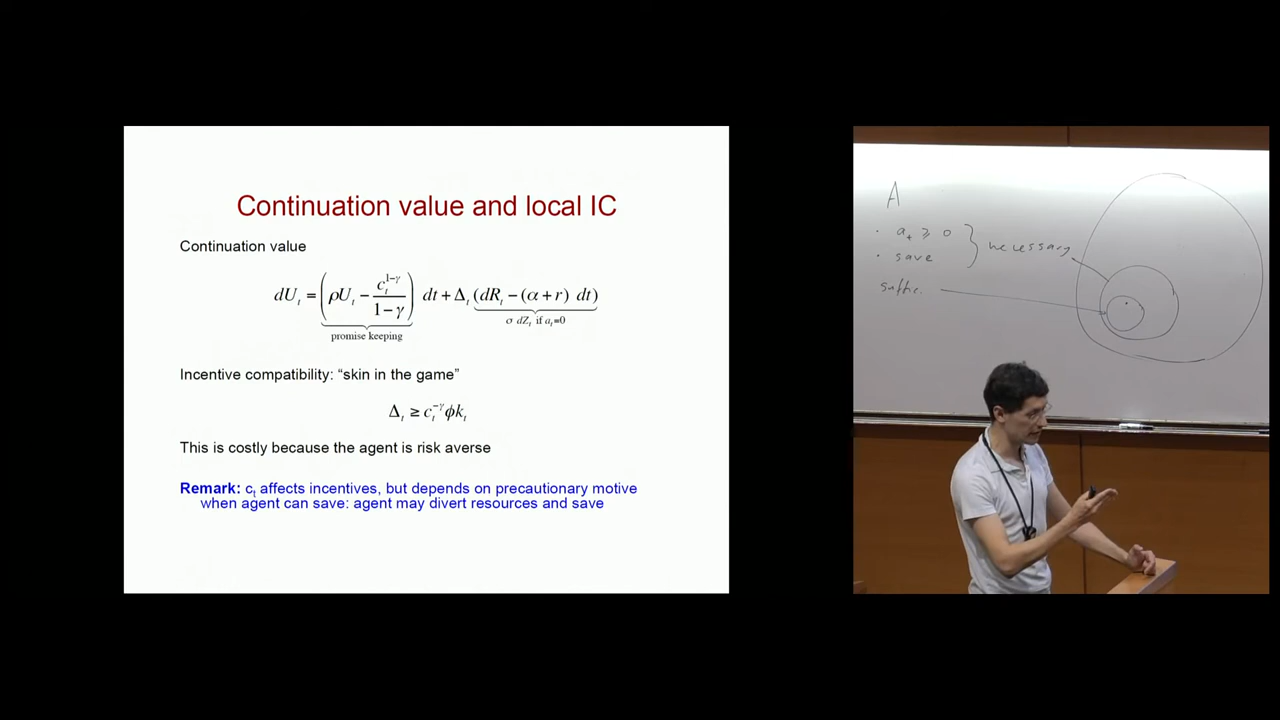 Continuation value and local IC
Continuation value
dU_t = (ρU_t − c_t^{1−γ}/(1−γ)) dt + Δ_t (dR_t − (α + r) dt)
promise keeping
σ dZ_t if a_t=0
Incentive compatibility: “skin in the game”
Δ_t ≥ c_t^{−γ} ϕk_t
This is costly because the agent is risk averse
Remark: c_t affects incentives, but depends on precautionary motive
when agent can save: agent may divert resources and save
A
· a_t ≥ 0
· save
necessary
suffic.